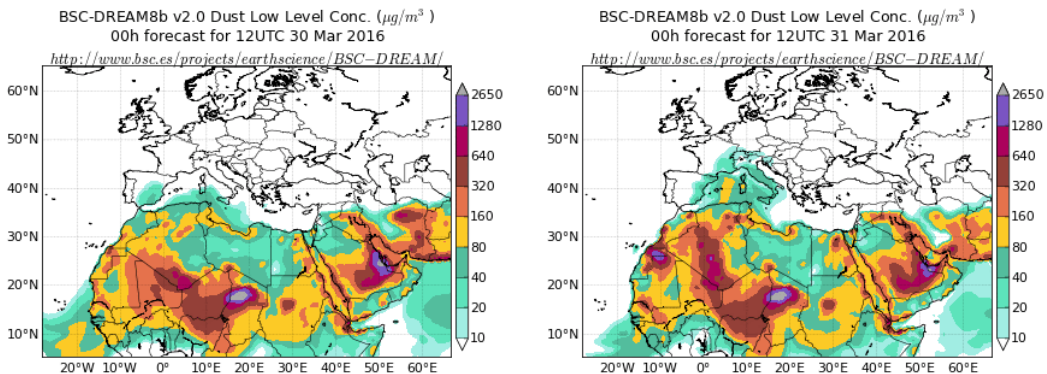 BSC-DREAM8b v2.0 Dust Low Level Conc. (μg/m³ )
00h forecast for 12UTC 30 Mar 2016
http://www.bsc.es/projects/earthscience/BSC−DREAM/
60°N
50°N
40°N
30°N
20°N
10°N
20°W
10°W
0°
10°E
20°E
30°E
40°E
50°E
60°E
2650
1280
640
320
160
80
40
20
10
BSC-DREAM8b v2.0 Dust Low Level Conc. (μg/m³ )
00h forecast for 12UTC 31 Mar 2016
http://www.bsc.es/projects/earthscience/BSC−DREAM/
60°N
50°N
40°N
30°N
20°N
10°N
20°W
10°W
0°
10°E
20°E
30°E
40°E
50°E
60°E
2650
1280
640
320
160
80
40
20
10